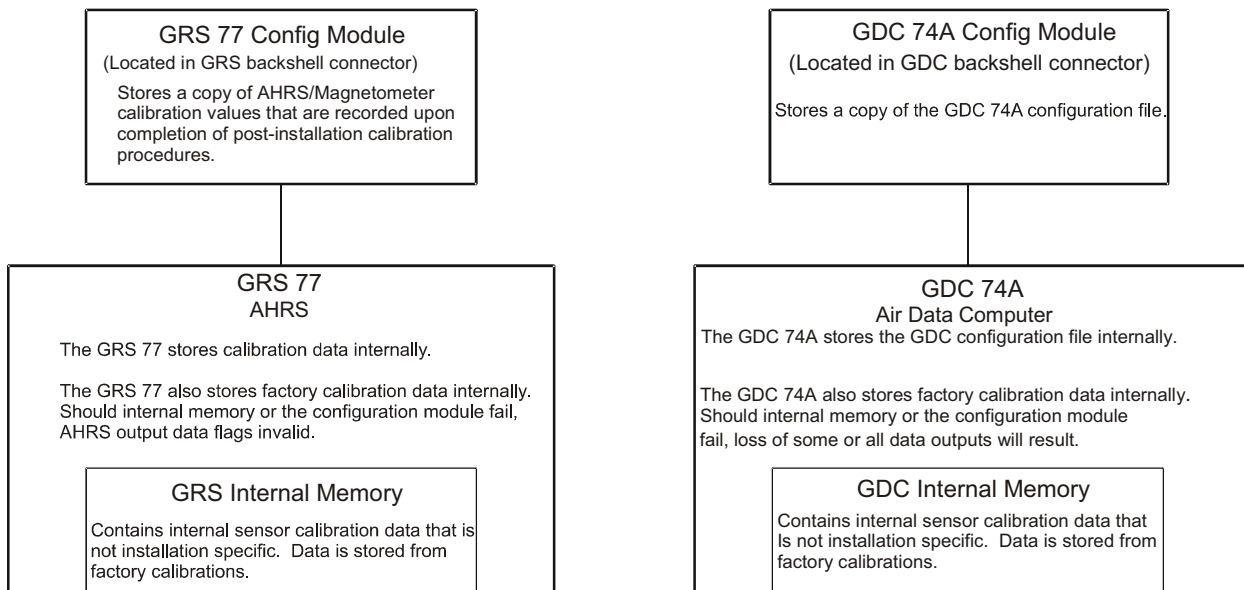 GRS 77 Config Module
(Located in GRS backshell connector)
Stores a copy of AHRS/Magnetometer
calibration values that are recorded upon
completion of post-installation calibration
procedures.
GDC 74A Config Module
(Located in GDC backshell connector)
Stores a copy of the GDC 74A configuration file.
GRS 77
AHRS
The GRS 77 stores calibration data internally.
The GRS 77 also stores factory calibration data internally.
Should internal memory or the configuration module fail,
AHRS output data flags invalid.
GRS Internal Memory
Contains internal sensor calibration data that is
not installation specific.  Data is stored from
factory calibrations.
GDC 74A
Air Data Computer
The GDC 74A stores the GDC configuration file internally.
The GDC 74A also stores factory calibration data internally.
Should internal memory or the configuration module
fail, loss of some or all data outputs will result.
GDC Internal Memory
Contains internal sensor calibration data that
Is not installation specific.  Data is stored from
factory calibrations.